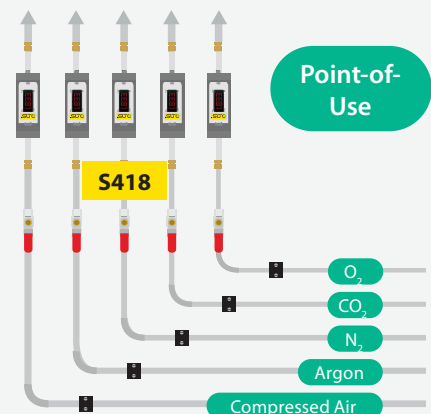 Point-of-
Use
S418
O₂
CO₂
N₂
Argon
Compressed Air